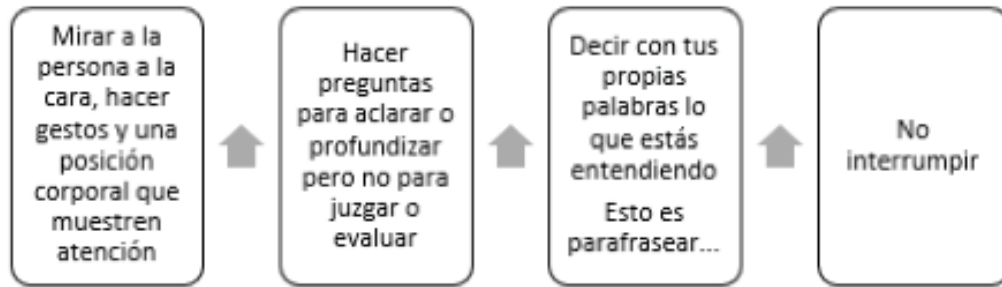 Mirar a la
persona a la
cara, hacer
gestos y una
posición
corporal que
muestren
atención
Hacer
preguntas
para aclarar o
profundizar
pero no para
juzgar o
evaluar
Decir con tus
propias
palabras lo
que estás
entendiendo
Esto es
parafrasear...
No
interrumpir